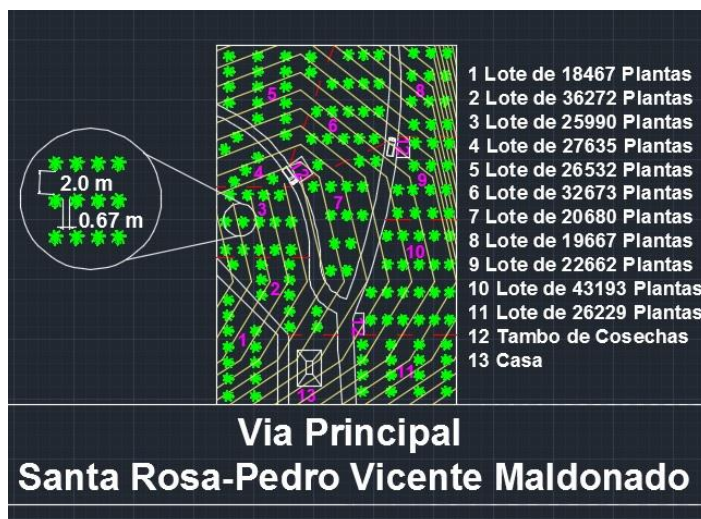 1 Lote de 18467 Plantas
2 Lote de 36272 Plantas
3 Lote de 25990 Plantas
4 Lote de 27635 Plantas
5 Lote de 26532 Plantas
6 Lote de 32673 Plantas
7 Lote de 20680 Plantas
8 Lote de 19667 Plantas
9 Lote de 22662 Plantas
10 Lote de 43193 Plantas
11 Lote de 26229 Plantas
12 Tambo de Cosechas
13 Casa
2.0 m
0.67 m
5
8
6
12
4
12
9
3
7
10
2
12
1
11
13
Via Principal
Santa Rosa-Pedro Vicente Maldonado